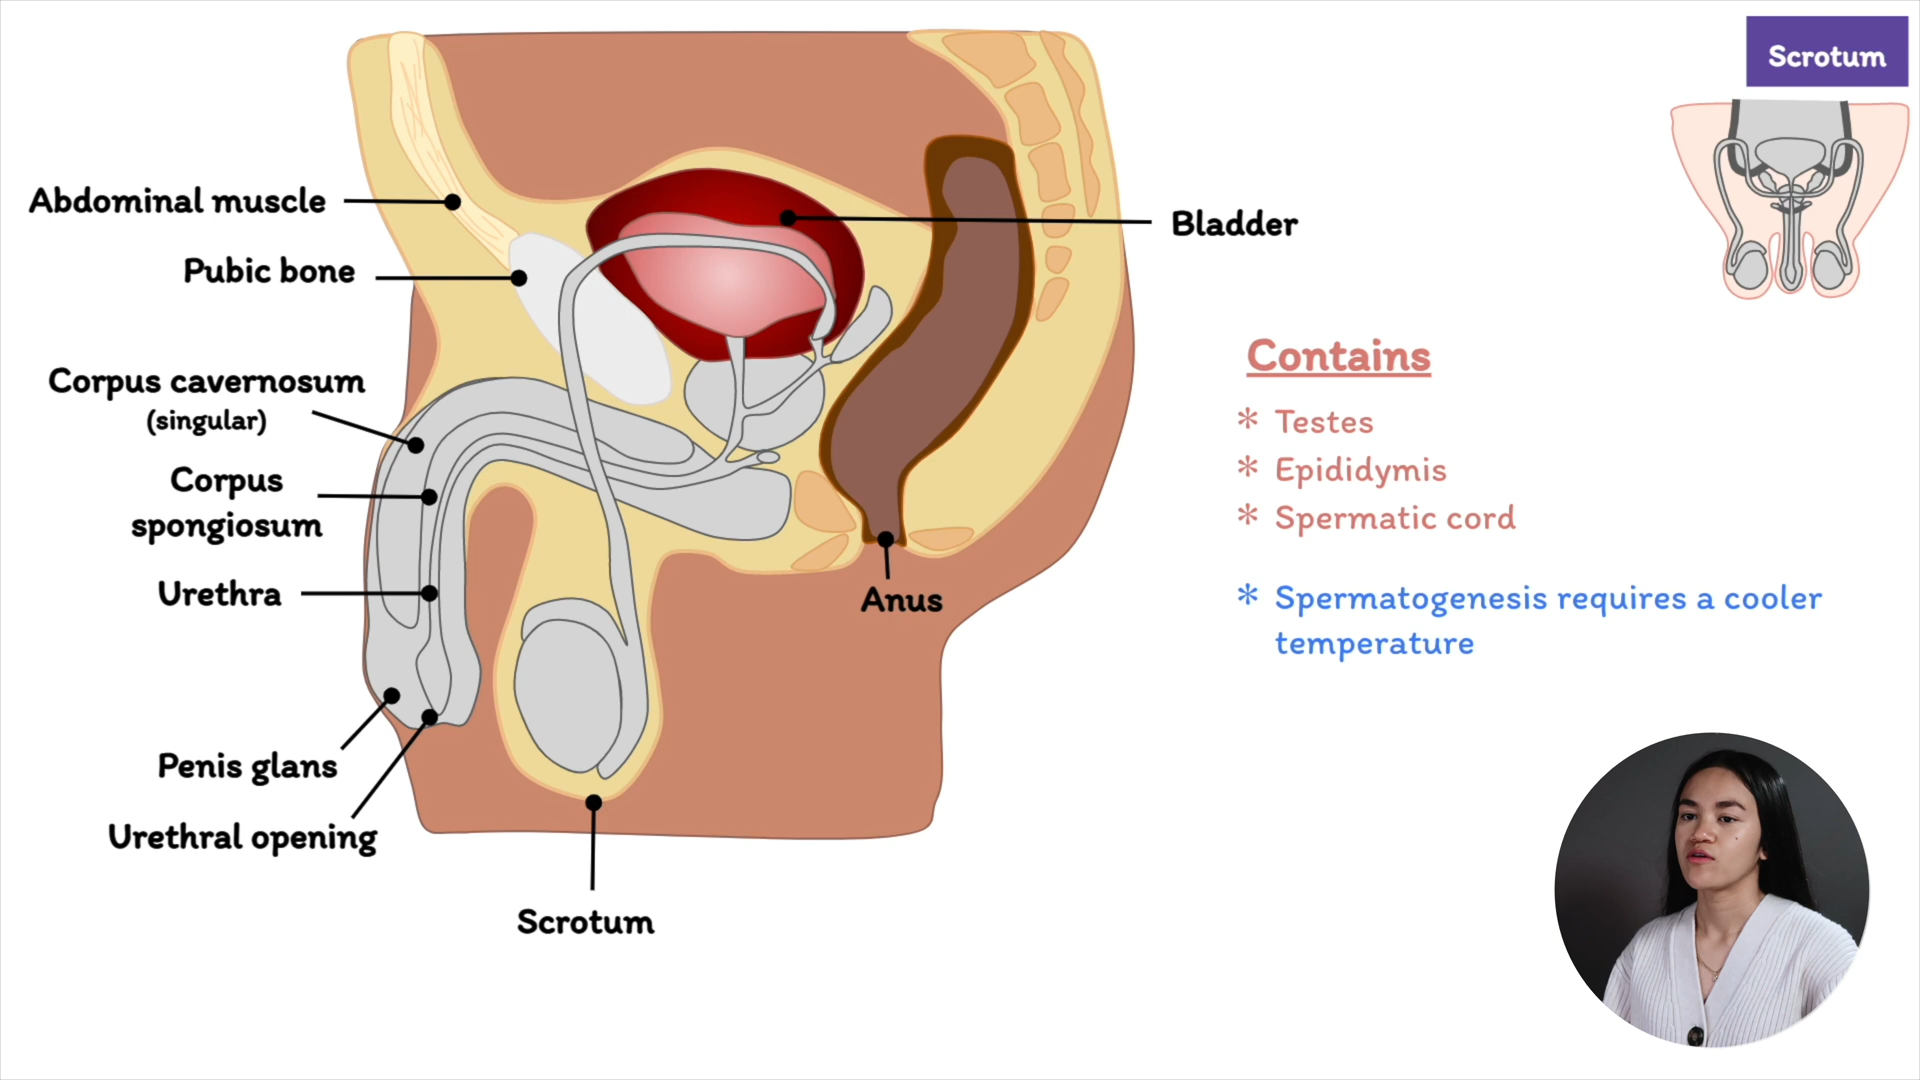 Scrotum
Abdominal muscle
Pubic bone
Bladder
Corpus cavernosum
(singular)
Corpus
spongiosum
Urethra
Penis glans
Urethral opening
Scrotum
Anus
Contains
* Testes
* Epididymis
* Spermatic cord
* Spermatogenesis requires a cooler
temperature